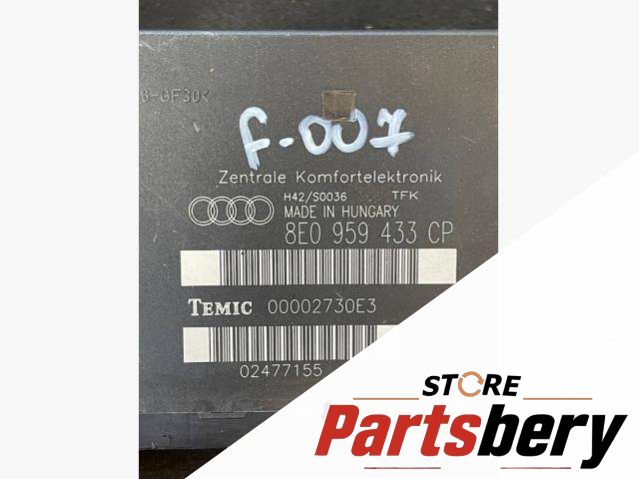 F-007
Zentrale Komfortelektronik
H42/S0036 TFK
MADE IN HUNGARY
8E0 959 433 CP
TEMIC 00002730E3
02477155
STORE
Partsbery